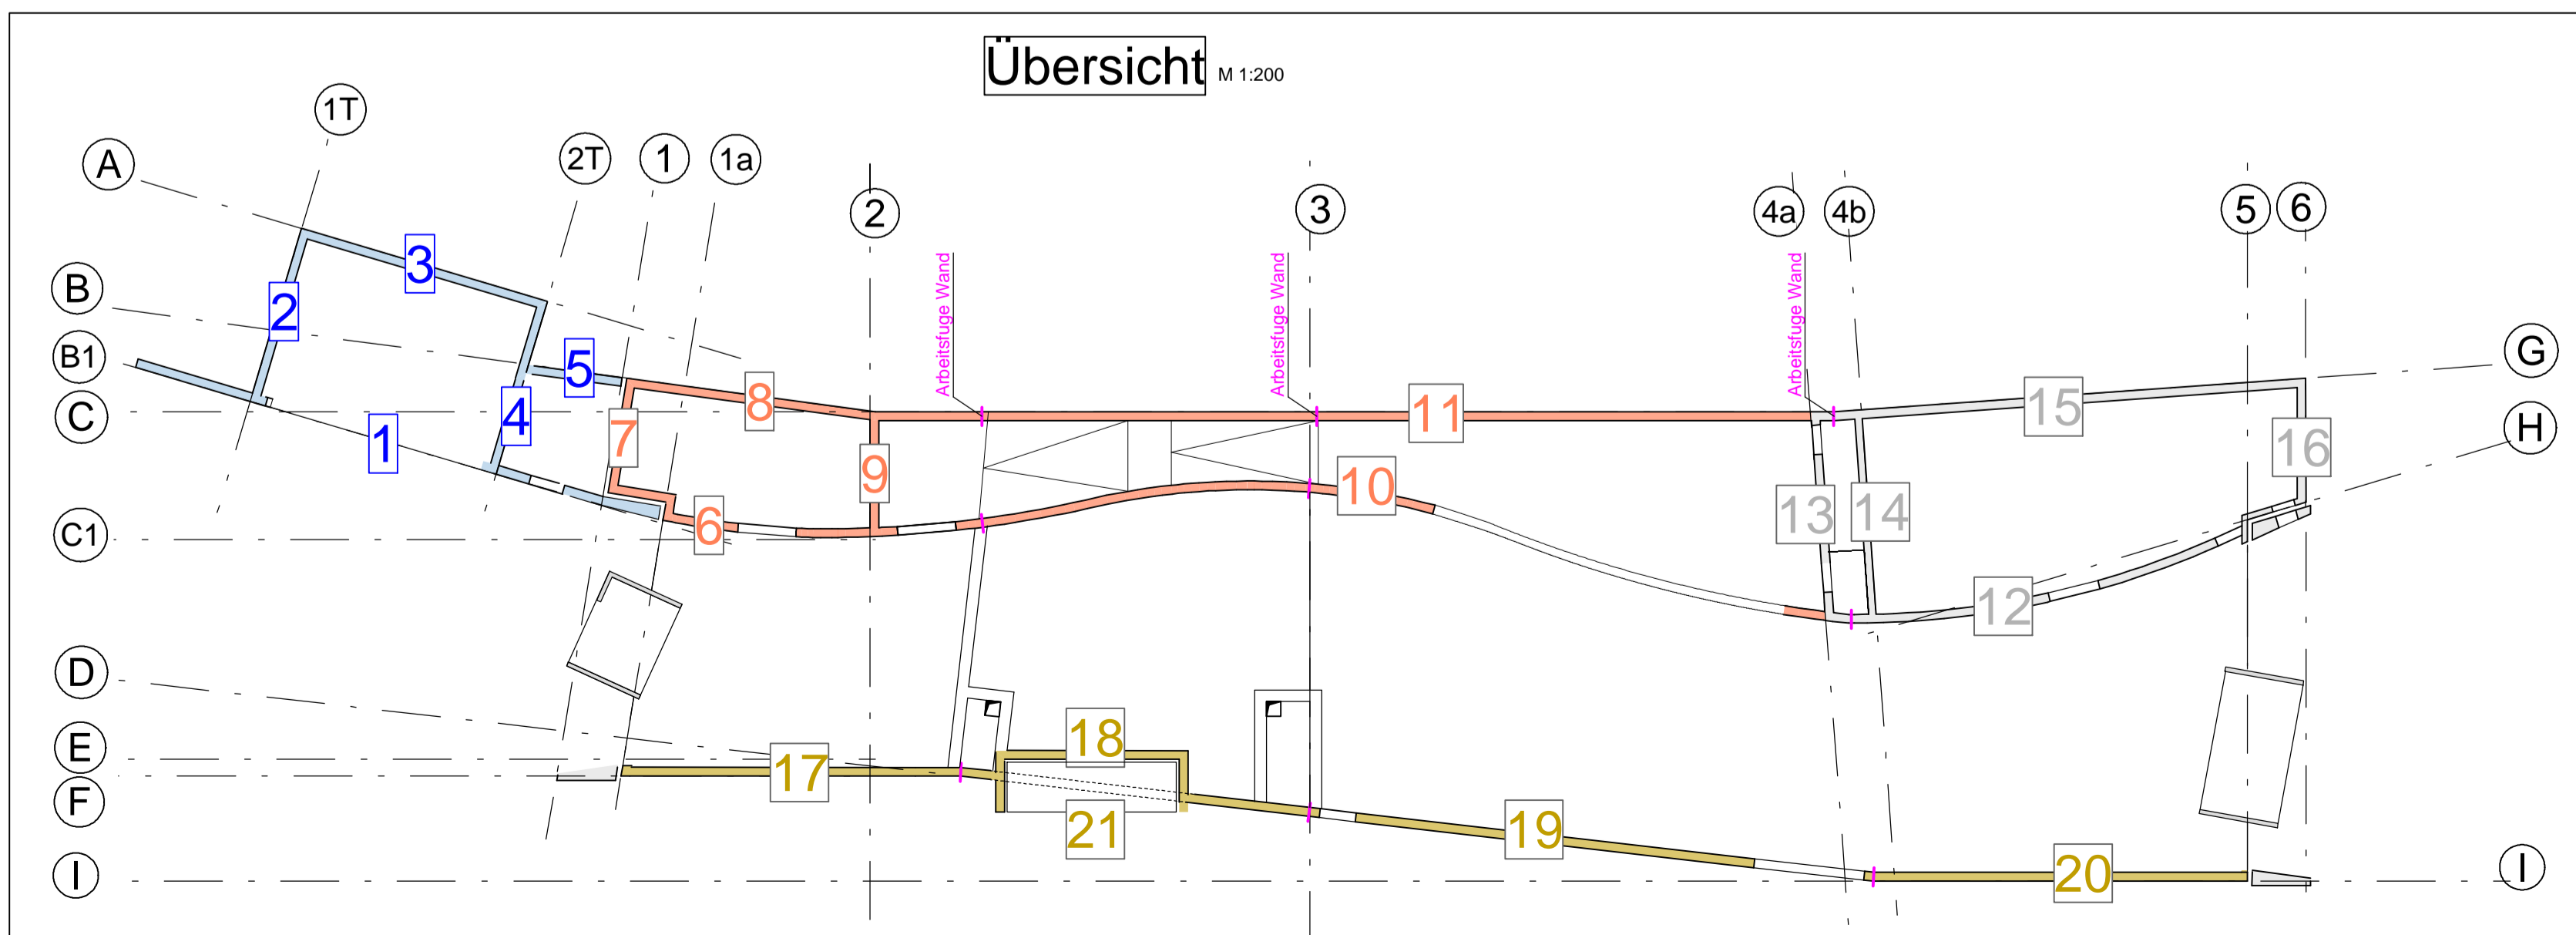 Übersicht M 1:200
1T
2T 1 1a
A
2 3 4a 4b 5 6
Arbeitsfuge Wand
Arbeitsfuge Wand
Arbeitsfuge Wand
B
B1
C
C1
D
E
F
I
G
H
I
1
2
3
4
5
6
7
8
9
10
11
12
13
14
15
16
17
18
19
20
21